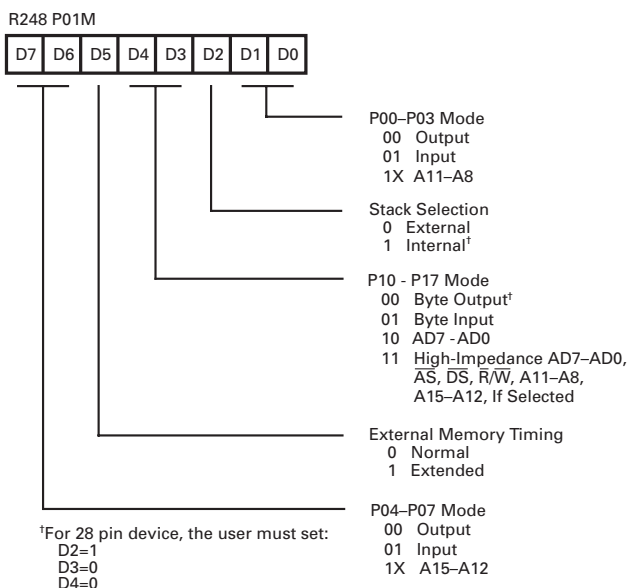 R248 P01M
D7 D6 D5 D4 D3 D2 D1 D0
P00–P03 Mode
00 Output
01 Input
1X A11–A8
Stack Selection
0 External
1 Internal†
P10 - P17 Mode
00 Byte Output†
01 Byte Input
10 AD7 -AD0
11 High-Impedance AD7–AD0,
A̅S̅, D̅S̅, R̅/W̅, A11–A8,
A15–A12, If Selected
External Memory Timing
0 Normal
1 Extended
P04–P07 Mode
00 Output
01 Input
1X A15–A12
†For 28 pin device, the user must set:
D2=1
D3=0
D4=0